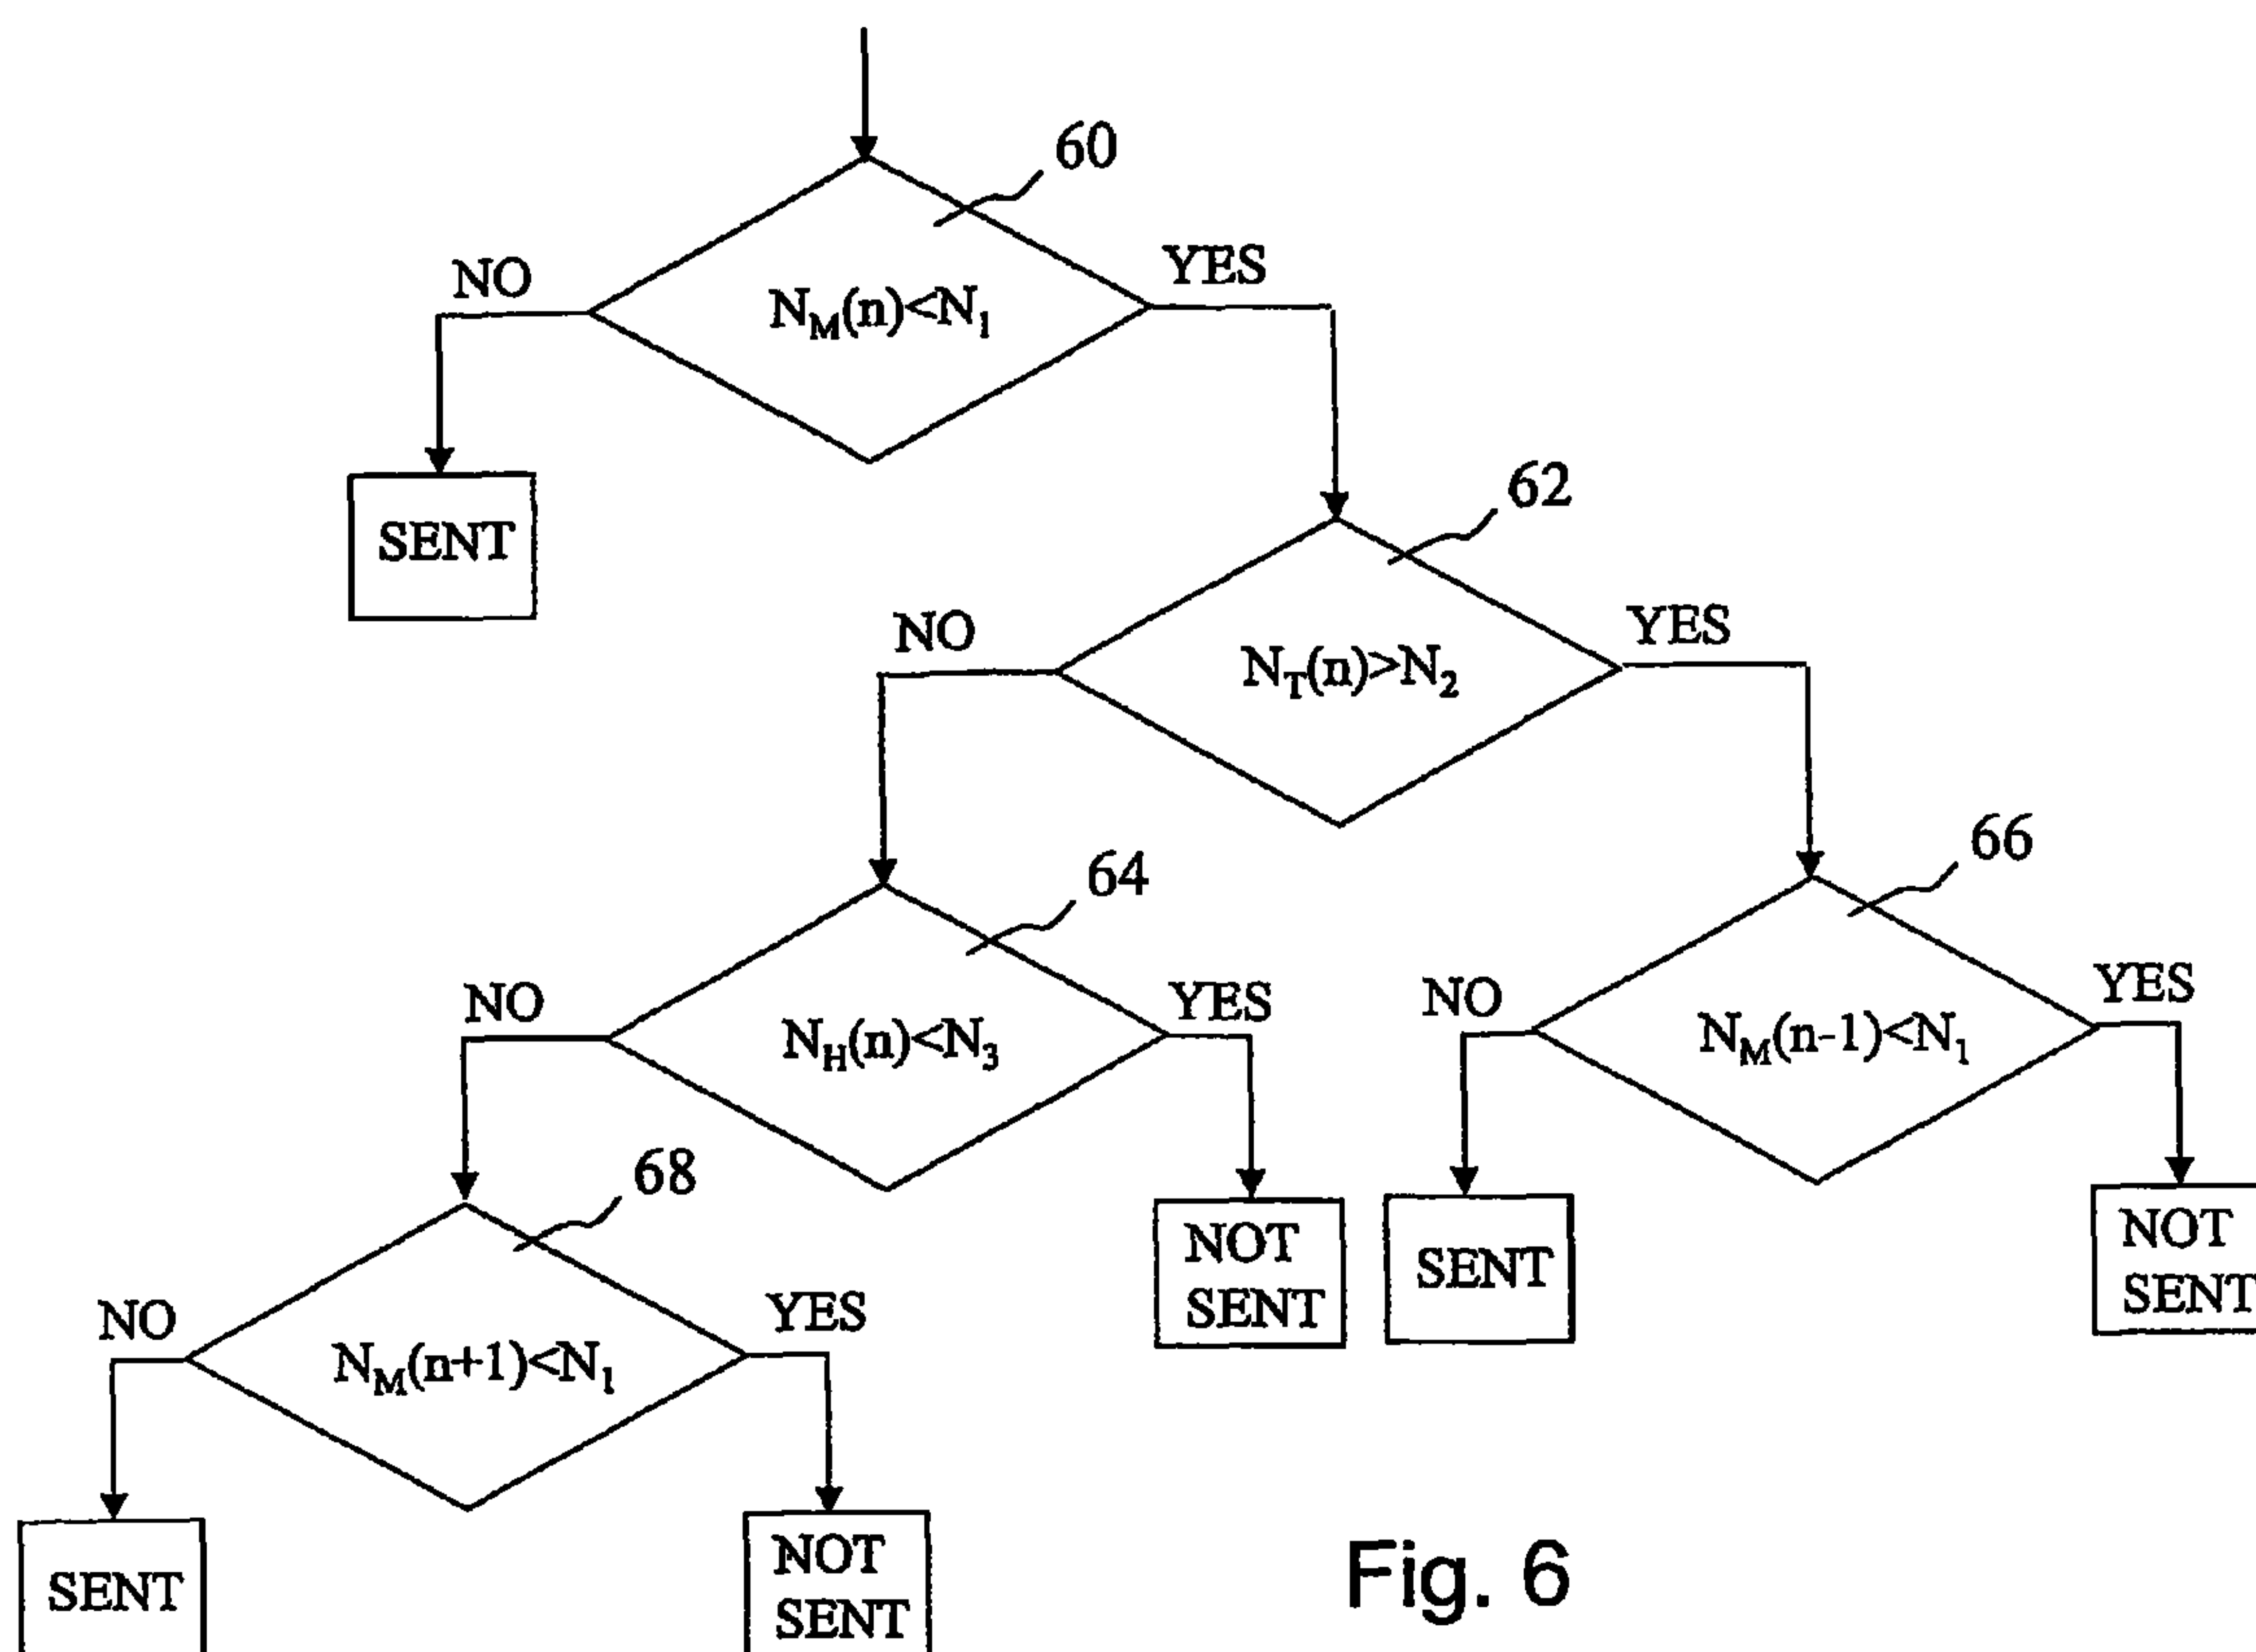 60
NO
YES
N_M(n)<N_1
SENT
62
NO
YES
N_T(n)>N_2
64
66
NO
YES
N_H(n)<N_3
NO
YES
N_M(n-1)<N_1
68
NOT
SENT
SENT
NOT
SENT
NO
YES
N_M(n+1)<N_1
SENT
NOT
SENT
Fig. 6